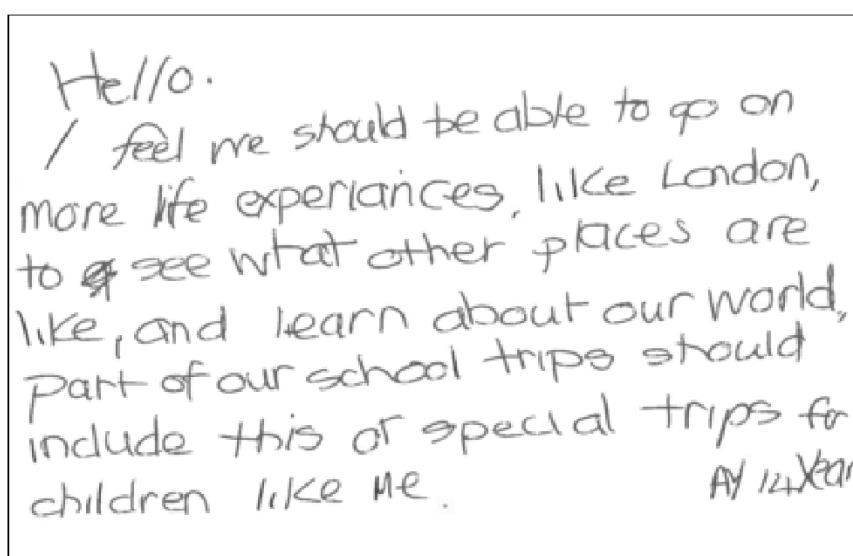 Hello.
I feel we should be able to go on
more life experiances, like London,
to see what other places are
like, and learn about our world,
part of our school trips should
include this or special trips for
children like Me.
AY 14 Year